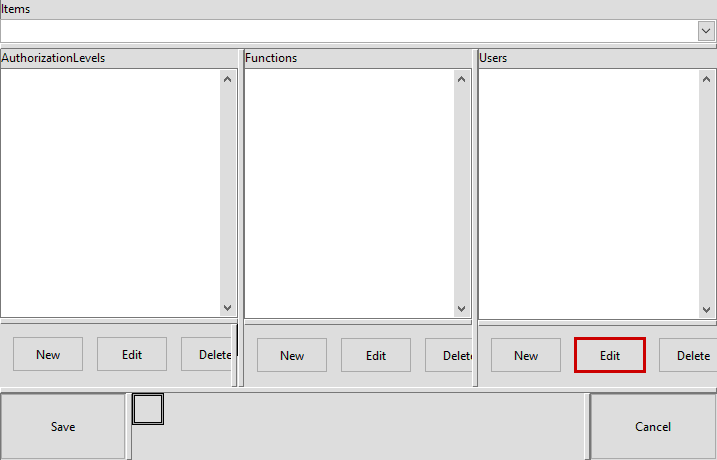 Items
AuthorizationLevels
Functions
Users
New
Edit
Delete
New
Edit
Delet
New
Edit
Delete
Save
Cancel